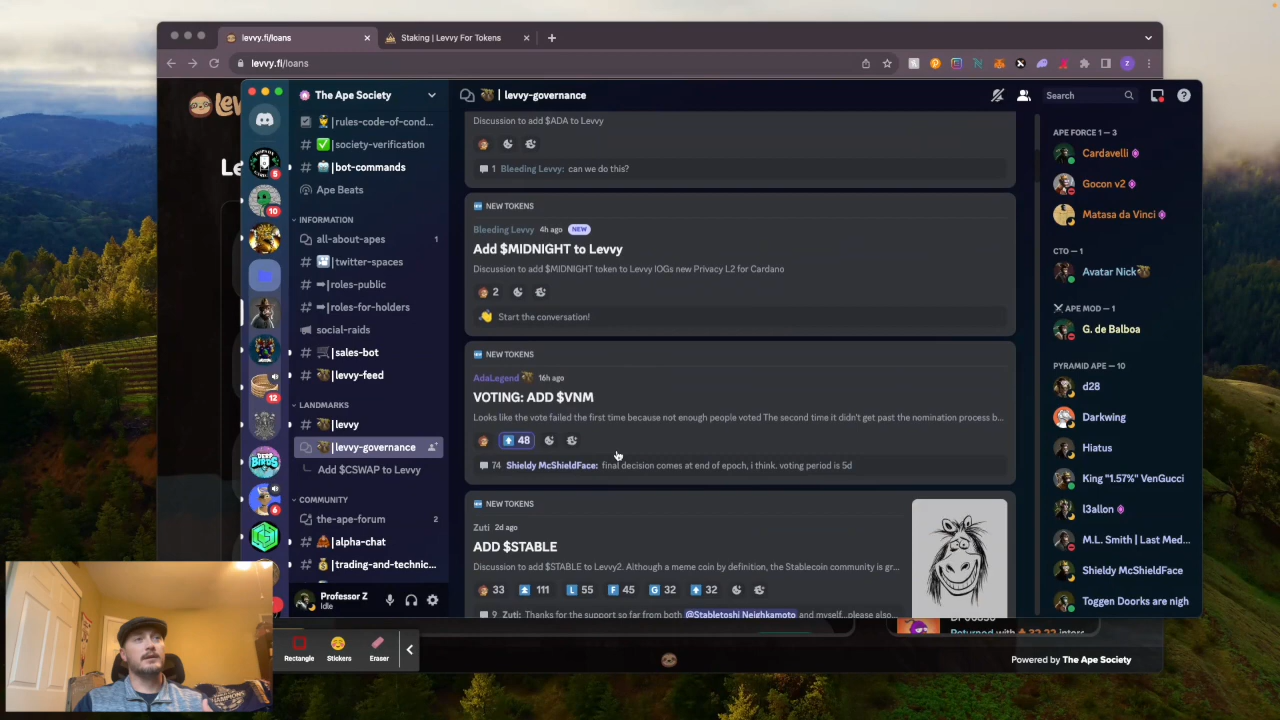 levvy.fi/loans
Staking | Levvy For Tokens
levvy.fi/loans
The Ape Society
| levvy-governance
Search
rules-code-of-cond...
|society-verification
|bot-commands
Ape Beats
INFORMATION
all-about-apes 1
|twitter-spaces
|roles-public
|roles-for-holders
social-raids
|sales-bot
|levvy-feed
LANDMARKS
|levvy
|levvy-governance
Add $CSWAP to Levvy
COMMUNITY
the-ape-forum 2
|alpha-chat
|trading-and-technic...
Professor Z
Idle
5
10
12
6
Discussion to add $ADA to Levvy
1 Bleeding Levvy: can we do this?
NEW TOKENS
Bleeding Levvy 4h ago NEW
Add $MIDNIGHT to Levvy
Discussion to add $MIDNIGHT token to Levvy IOGs new Privacy L2 for Cardano
2
Start the conversation!
NEW TOKENS
AdaLegend 16h ago
VOTING: ADD $VNM
Looks like the vote failed the first time because not enough people voted The second time it didn't get past the nomination process b...
48
74 Shieldy McShieldFace: final decision comes at end of epoch, i think. voting period is 5d
NEW TOKENS
Zuti 2d ago
ADD $STABLE
Discussion to add $STABLE to Levvy2. Although a meme coin by definition, the Stablecoin community is gr...
33 111 L 55 F 45 G 32 32
9 Zuti: Thanks for the support so far from both @Stabletoshi Neighkamoto and myself..please also...
APE FORCE 1 — 3
Cardavelli
Gocon v2
Matasa da Vinci
CTO — 1
Avatar Nick
APE MOD — 1
G. de Balboa
PYRAMID APE — 10
d28
Darkwing
Hiatus
King "1.57%" VenGucci
l3allon
M.L. Smith | Last Med...
Shieldy McShieldFace
Toggen Doorks are nigh
Rectangle
Stickers
Eraser
Powered by The Ape Society